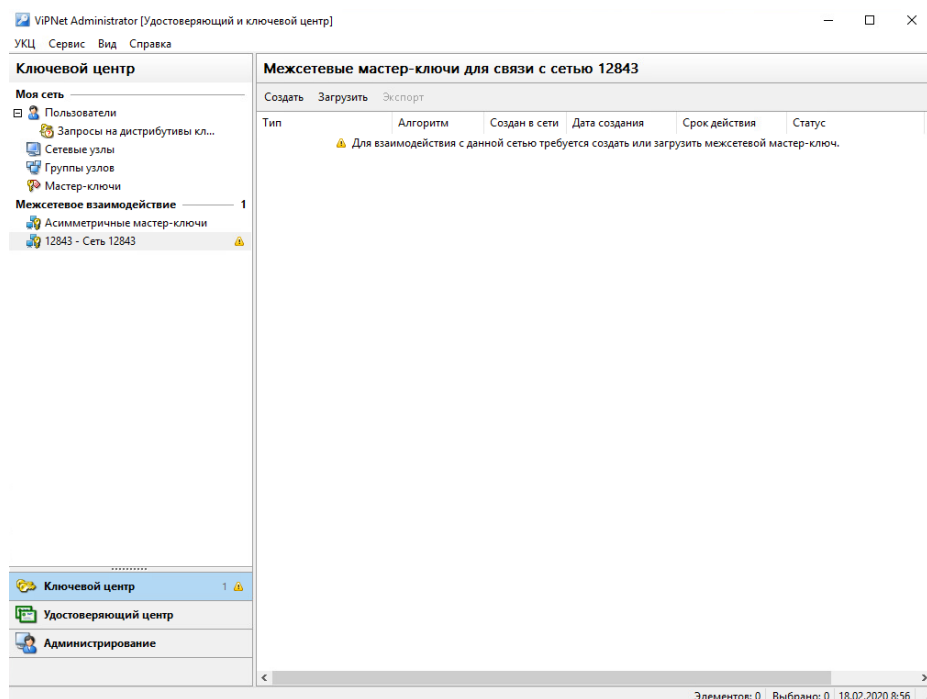 ViPNet Administrator [Удостоверяющий и ключевой центр]
УКЦ Сервис Вид Справка
Ключевой центр
Моя сеть
Пользователи
Запросы на дистрибутивы кл...
Сетевые узлы
Группы узлов
Мастер-ключи
Межсетевое взаимодействие 1
Асимметричные мастер-ключи
12843 - Сеть 12843
Межсетевые мастер-ключи для связи с сетью 12843
Создать Загрузить Экспорт
Тип Алгоритм Создан в сети Дата создания Срок действия Статус
Для взаимодействия с данной сетью требуется создать или загрузить межсетевой мастер-ключ.
Ключевой центр 1
Удостоверяющий центр
Администрирование
Элементов: 0 Выбрано: 0 18.02.2020 8:56